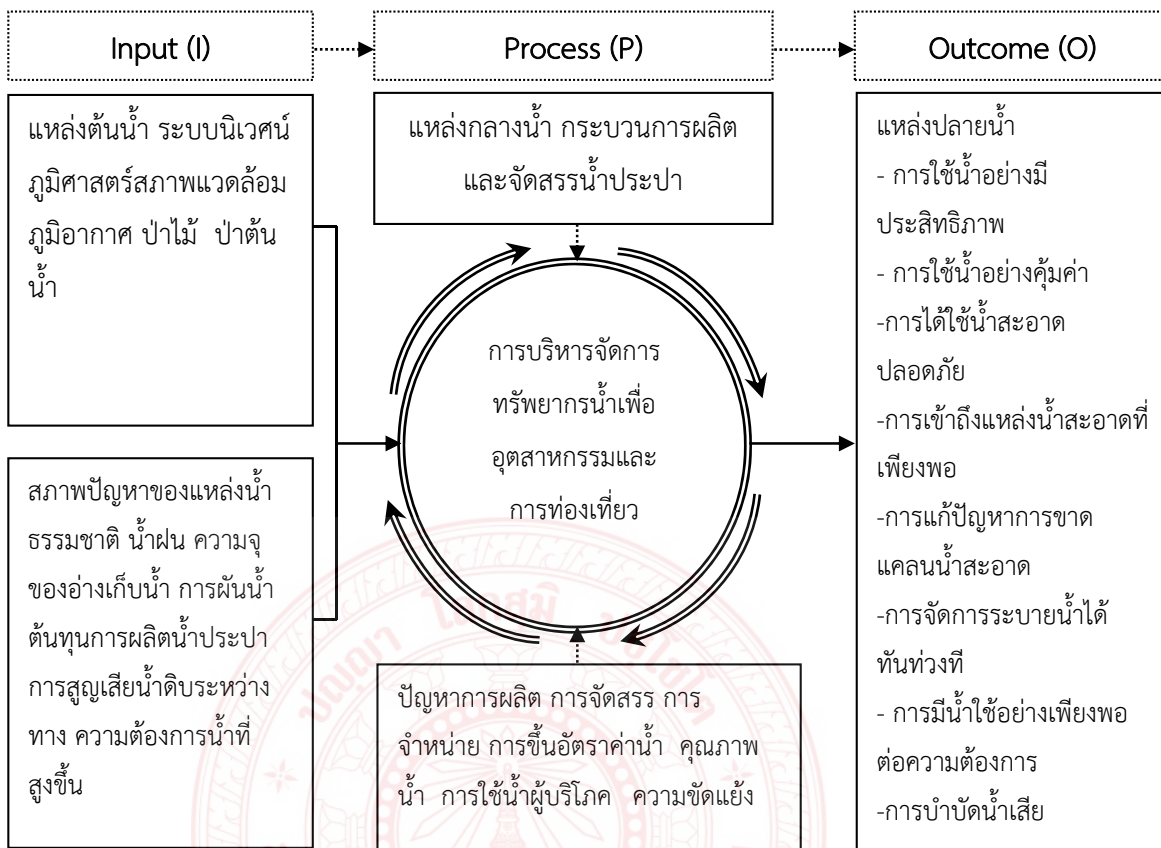 Input (I)
Process (P)
Outcome (O)
แหล่งต้นน้ำ ระบบนิเวศน์
ภูมิศาสตร์สภาพแวดล้อม
ภูมิอากาศ ป่าไม้ ป่าต้น
น้ำ
สภาพปัญหาของแหล่งน้ำ
ธรรมชาติ น้ำฝน ความจุ
ของอ่างเก็บน้ำ การผันน้ำ
ต้นทุนการผลิตน้ำประปา
การสูญเสียน้ำดิบระหว่าง
ทาง ความต้องการน้ำที่
สูงขึ้น
แหล่งกลางน้ำ กระบวนการผลิต
และจัดสรรน้ำประปา
การบริหารจัดการ
ทรัพยากรน้ำเพื่อ
อุตสาหกรรมและ
การท่องเที่ยว
ปัญญา โลกสฺมิ ปชฺโชโต
ปัญหาการผลิต การจัดสรร การ
จำหน่าย การขึ้นอัตราค่าน้ำ คุณภาพ
น้ำ การใช้น้ำผู้บริโภค ความขัดแย้ง
แหล่งปลายน้ำ
- การใช้น้ำอย่างมี
ประสิทธิภาพ
- การใช้น้ำอย่างคุ้มค่า
-การได้ใช้น้ำสะอาด
ปลอดภัย
-การเข้าถึงแหล่งน้ำสะอาดที่
เพียงพอ
-การแก้ปัญหาการขาด
แคลนน้ำสะอาด
-การจัดการระบายน้ำได้
ทันท่วงที
- การมีน้ำใช้อย่างเพียงพอ
ต่อความต้องการ
-การบำบัดน้ำเสีย